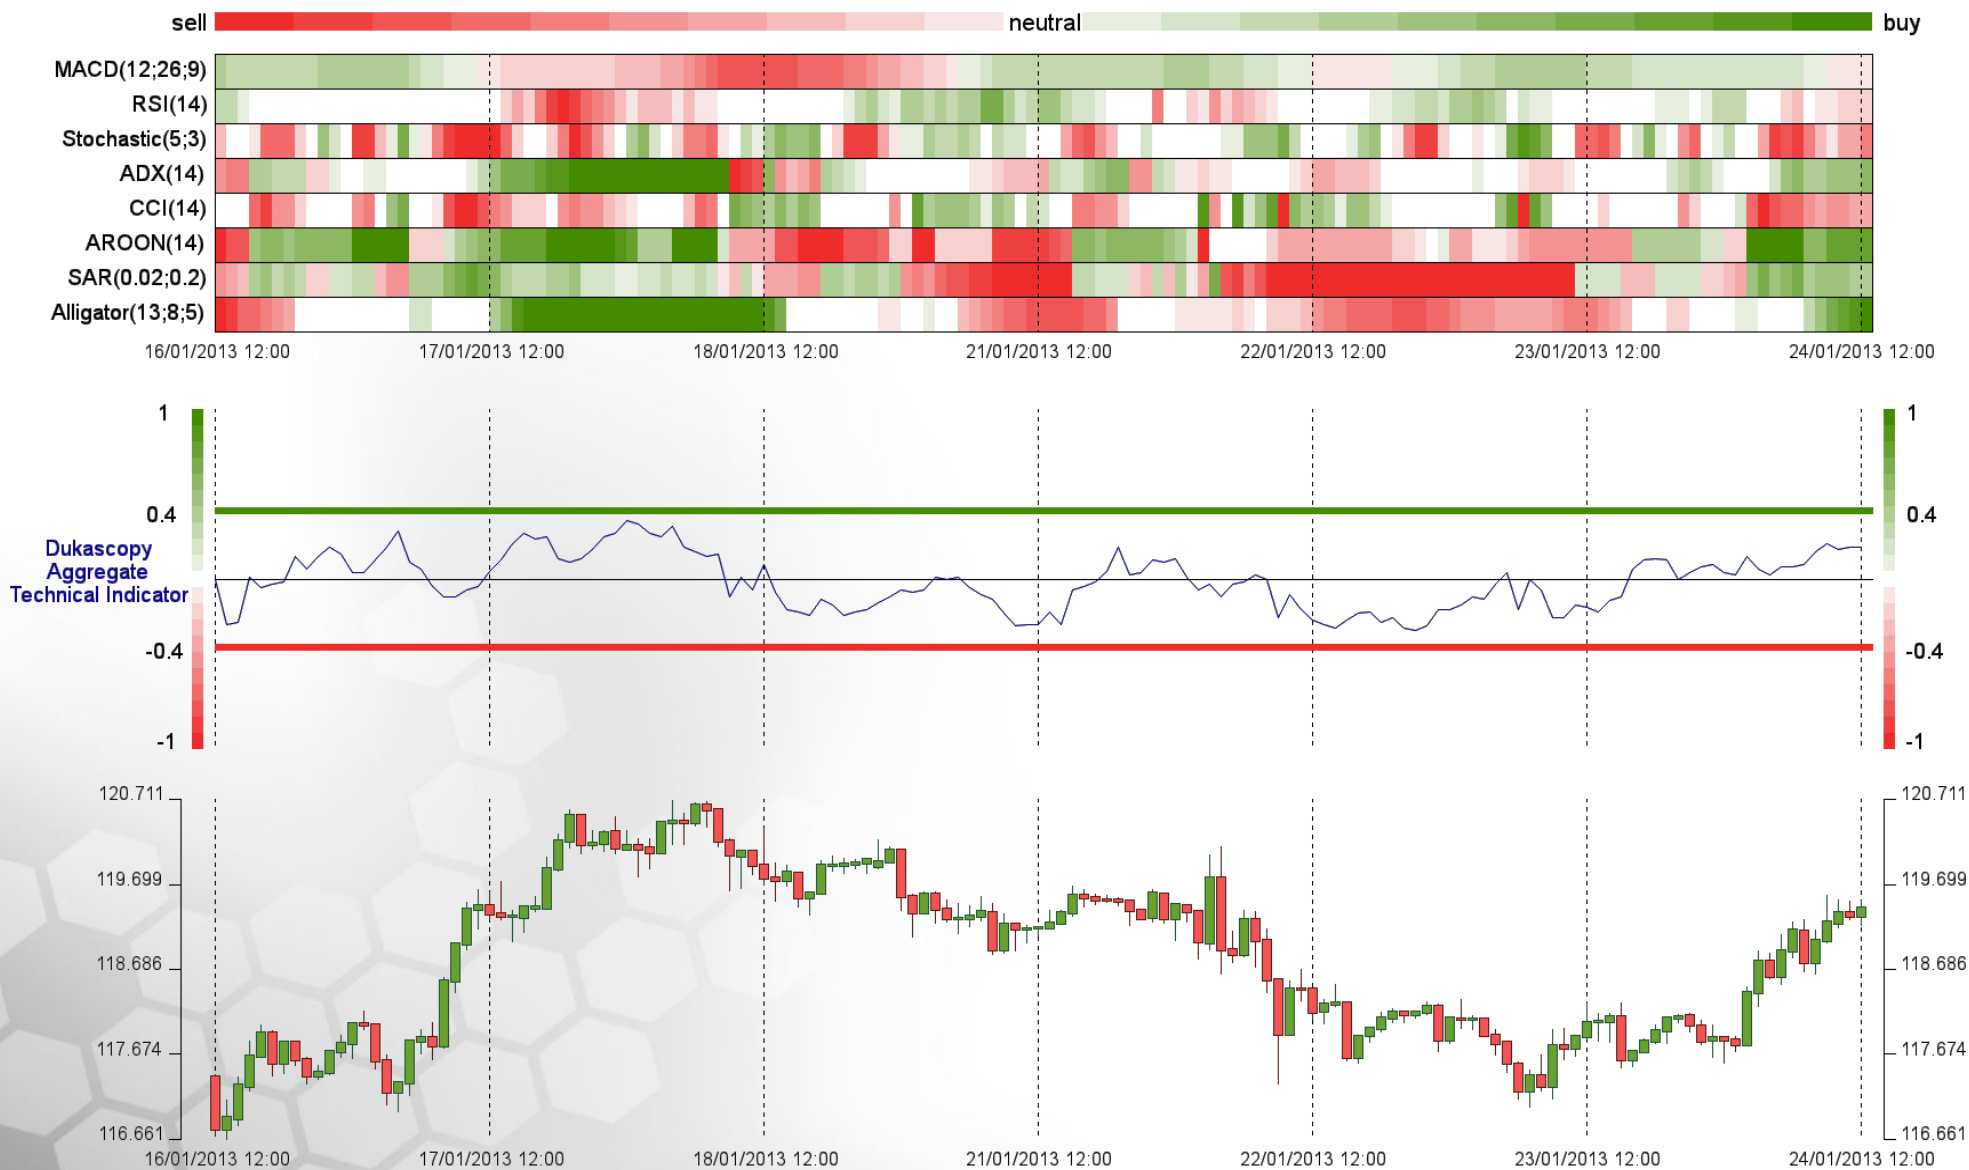 sell neutral buy
MACD(12;26;9)
RSI(14)
Stochastic(5;3)
ADX(14)
CCI(14)
AROON(14)
SAR(0.02;0.2)
Alligator(13;8;5)
16/01/2013 12:00 17/01/2013 12:00 18/01/2013 12:00 21/01/2013 12:00 22/01/2013 12:00 23/01/2013 12:00 24/01/2013 12:00
1 1
0.4 0.4
Dukascopy
Aggregate
Technical Indicator
-0.4 -0.4
-1 -1
120.711 120.711
119.699 119.699
118.686 118.686
117.674 117.674
116.661 116.661
16/01/2013 12:00 17/01/2013 12:00 18/01/2013 12:00 21/01/2013 12:00 22/01/2013 12:00 23/01/2013 12:00 24/01/2013 12:00